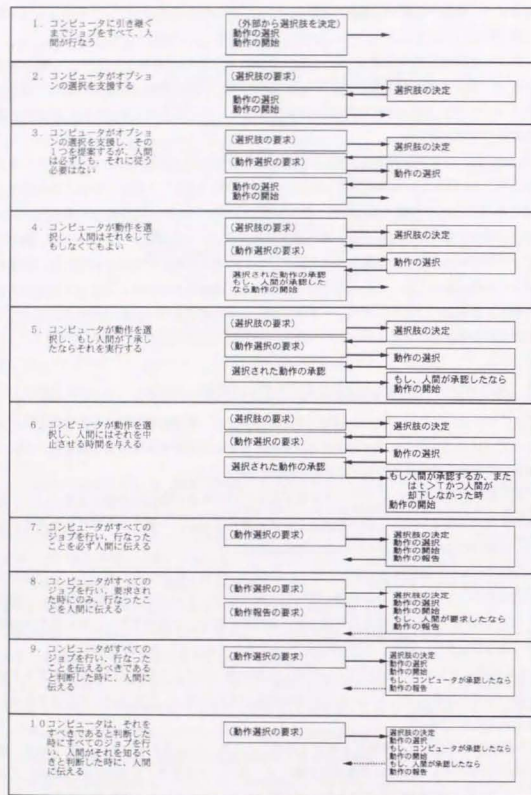 1. コンピュータに引き継ぐ
までジョブをすべて、人
間が行なう
(外部から選択肢を決定)
動作の選択
動作の開始
2. コンピュータがオプショ
ンの選択を支援する
(選択肢の要求)
選択肢の決定
動作の選択
動作の開始
3. コンピュータがオプショ
ンの選択を支援し、その
1つを提案するが、人間
は必ずしも、それに従う
必要はない
(選択肢の要求)
選択肢の決定
(動作選択の要求)
動作の選択
動作の選択
動作の開始
4. コンピュータが動作を選
択し、人間はそれをして
もしなくてもよい
(選択肢の要求)
選択肢の決定
(動作選択の要求)
動作の選択
選択された動作の承認
もし、人間が承認した
なら動作の開始
5. コンピュータが動作を選
択し、もし人間が了承し
たならそれを実行する
(選択肢の要求)
選択肢の決定
(動作選択の要求)
動作の選択
選択された動作の承認
もし、人間が承認したなら
動作の開始
6. コンピュータが動作を選
択し、人間にはそれを中
止させる時間を与える
(選択肢の要求)
選択肢の決定
(動作選択の要求)
動作の選択
選択された動作の承認
もし人間が承認するか、また
はt>Tかつ人間が
却下しなかった時
動作の開始
7. コンピュータがすべての
ジョブを行い、行なった
ことを必ず人間に伝える
(動作選択の要求)
選択肢の決定
動作の選択
動作の開始
動作の報告
8. コンピュータがすべての
ジョブを行い、要求され
た時にのみ、行なったこ
とを人間に伝える
(動作選択の要求)
(動作報告の要求)
選択肢の決定
動作の選択
動作の開始
もし、人間が要求したなら
動作の報告
9. コンピュータがすべての
ジョブを行い、行なった
ことを伝えるべきである
と判断した時に、人間に
伝える
(動作選択の要求)
選択肢の決定
動作の選択
動作の開始
もし、コンピュータが承認したなら
動作の報告
10コンピュータは、それを
すべきであると判断した
時にすべてのジョブを行
い、人間がそれを知るべ
きと判断した時に、人間
に伝える
(動作選択の要求)
選択肢の決定
動作の選択
もし、コンピュータが承認したなら
動作の開始
もし、人間が承認したなら
動作の報告